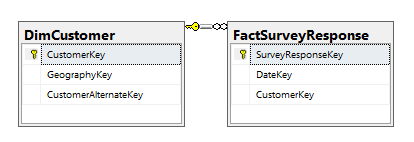 DimCustomer
CustomerKey
GeographyKey
CustomerAlternateKey
FactSurveyResponse
SurveyResponseKey
DateKey
CustomerKey